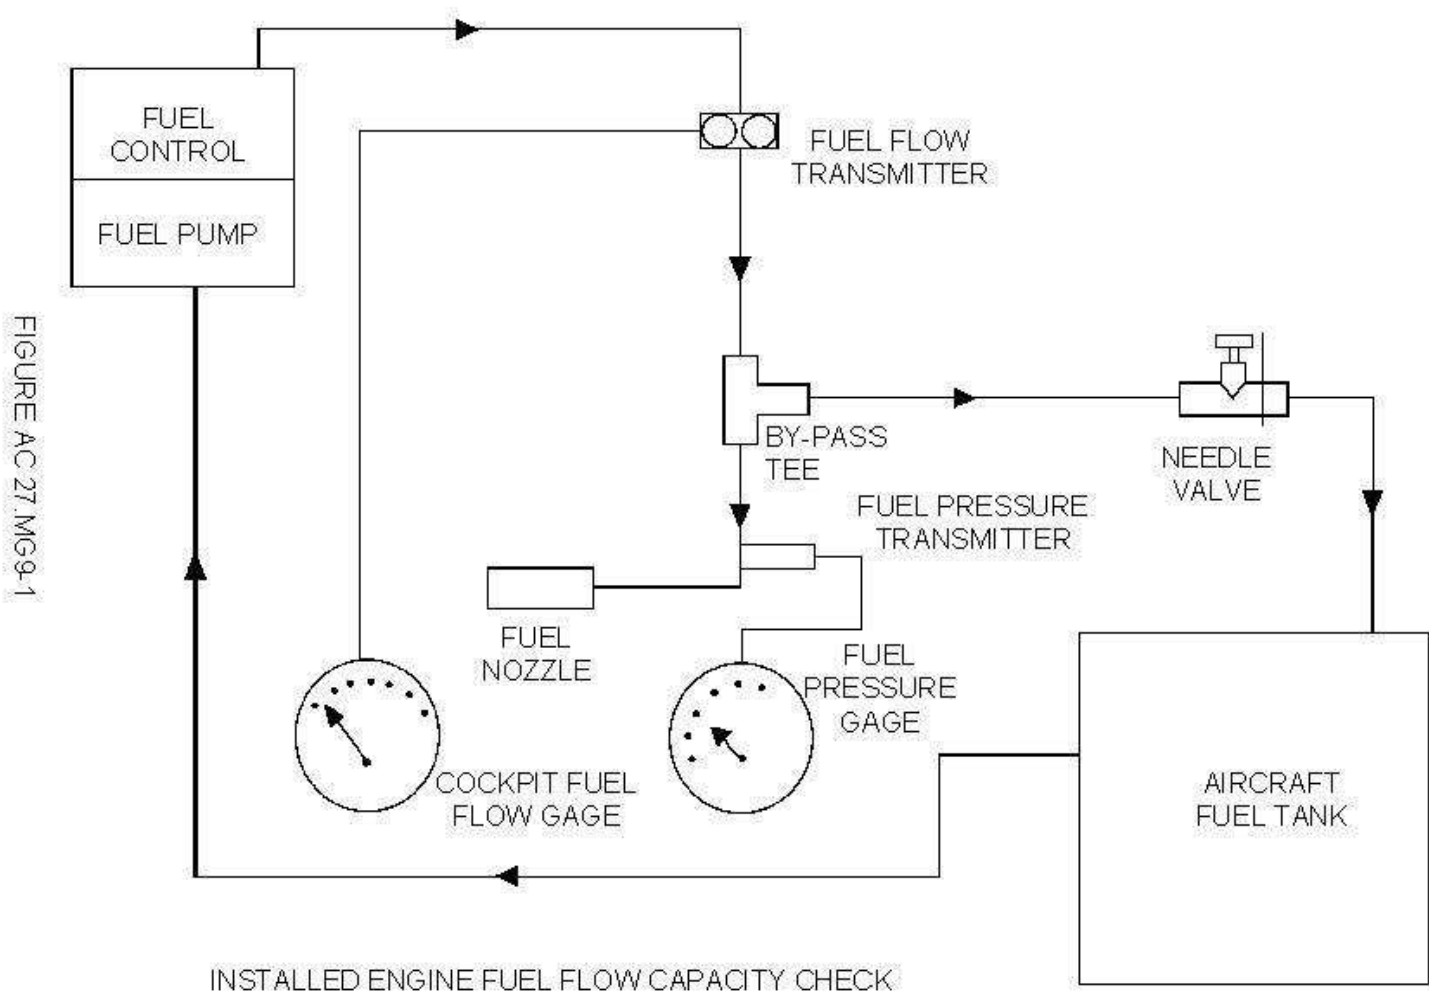 FUEL
CONTROL
FUEL PUMP
FUEL FLOW
TRANSMITTER
BY-PASS
TEE
NEEDLE
VALVE
FUEL PRESSURE
TRANSMITTER
FUEL
NOZZLE
FUEL
PRESSURE
GAGE
COCKPIT FUEL
FLOW GAGE
AIRCRAFT
FUEL TANK
FIGURE AC 27.MG9-1
INSTALLED ENGINE FUEL FLOW CAPACITY CHECK